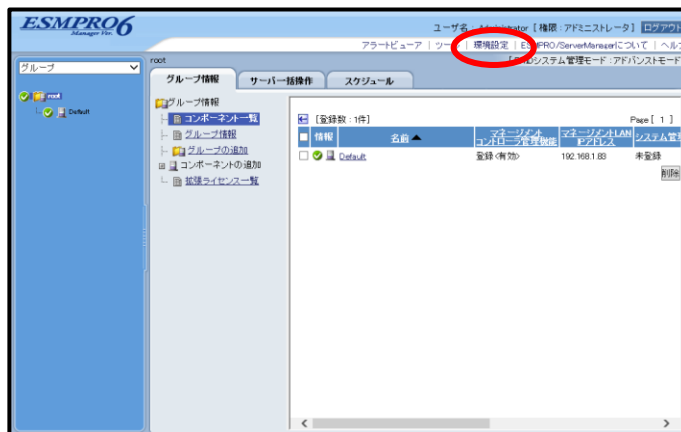 ESMPRO6
Manager Ver.
ユーザ名 : Administrator [ 権限 : アドミニストレータ ] ログアウト
アラートビューア | ツール | 環境設定 | ESMPRO/ServerManagerについて | ヘルプ
グループ
root
システム管理モード : アドバンストモード
グループ情報 サーバー一括操作 スケジュール
root
Default
グループ情報
コンポーネント一覧
グループ情報
グループの追加
コンポーネントの追加
拡張ライセンス一覧
[登録数 : 1件]
Page [ 1 ]
情報 名前▲ マネージメントコントローラ管理機能 マネージメントLAN IPアドレス システム管理
Default 登録<有効> 192.168.1.83 未登録
削除